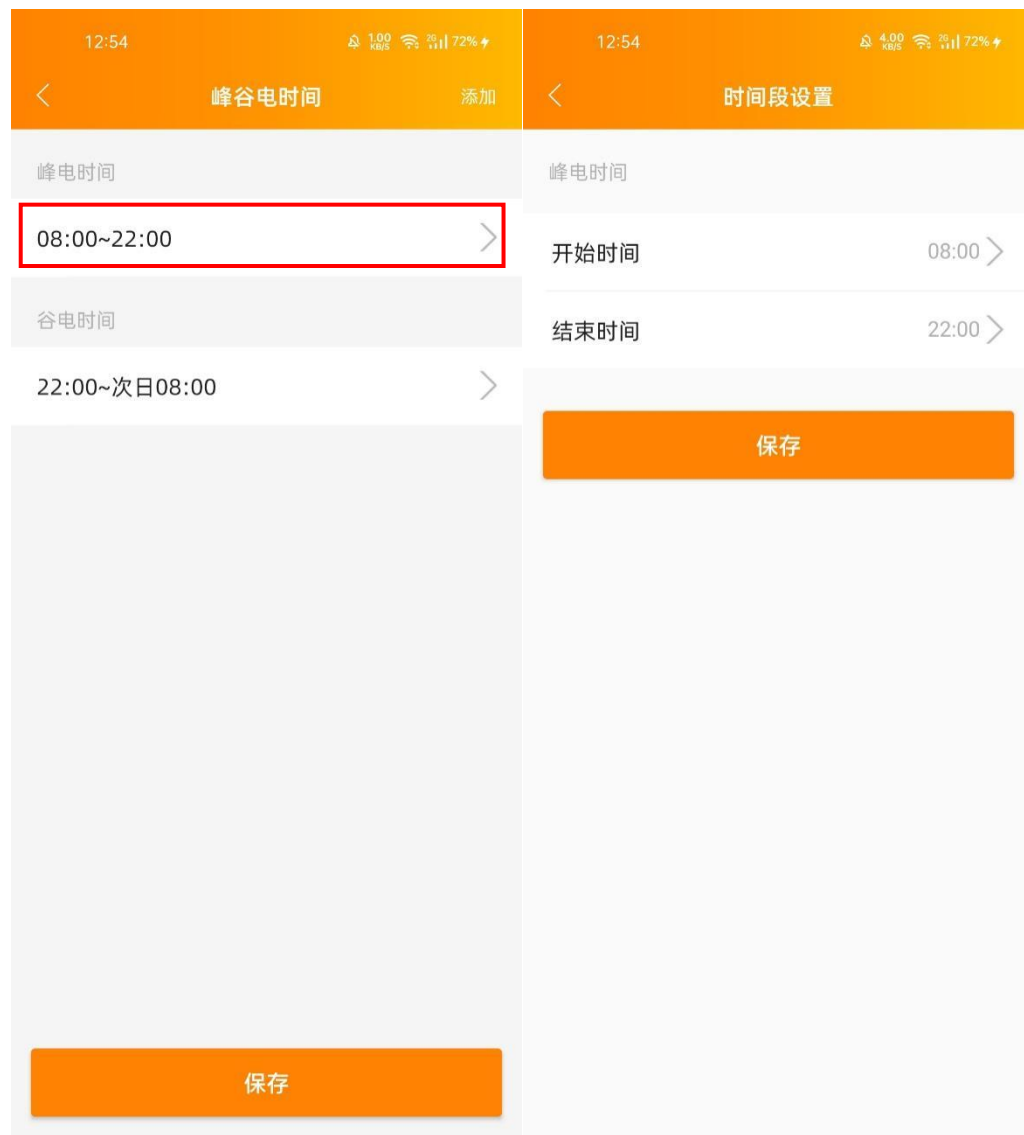 12:54
1.00 KB/S 2G 72%
峰谷电时间
添加
峰电时间
08:00~22:00
谷电时间
22:00~次日08:00
保存
12:54
4.00 KB/S 2G 72%
时间段设置
峰电时间
开始时间
08:00
结束时间
22:00
保存